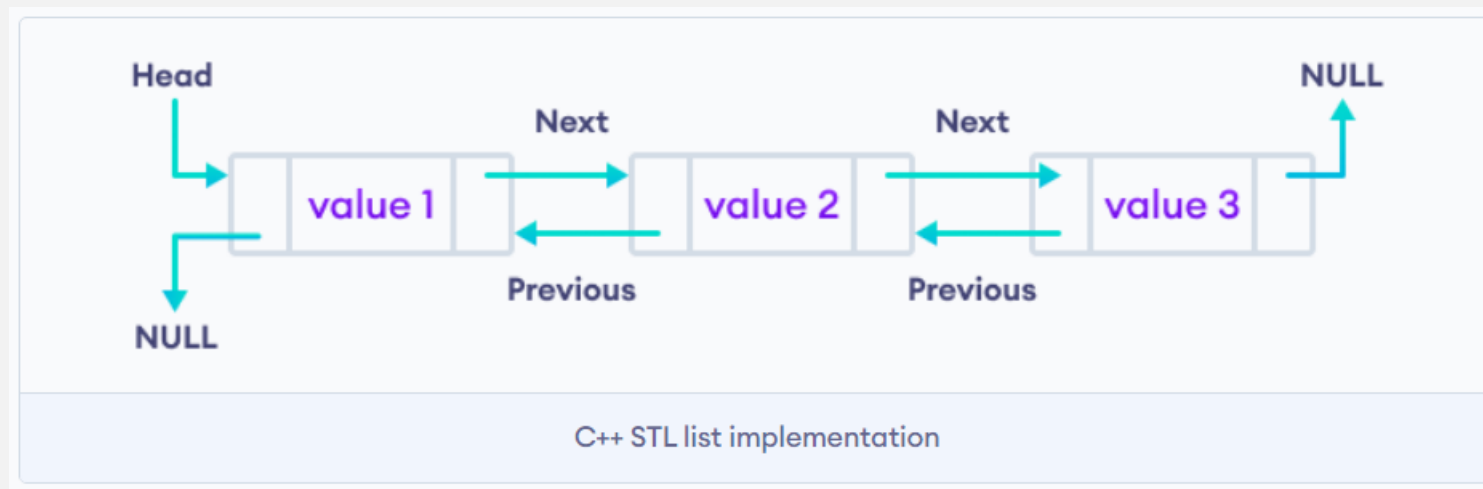 Head
NULL
Next
Next
value 1
value 2
value 3
Previous
Previous
NULL
C++ STL list implementation